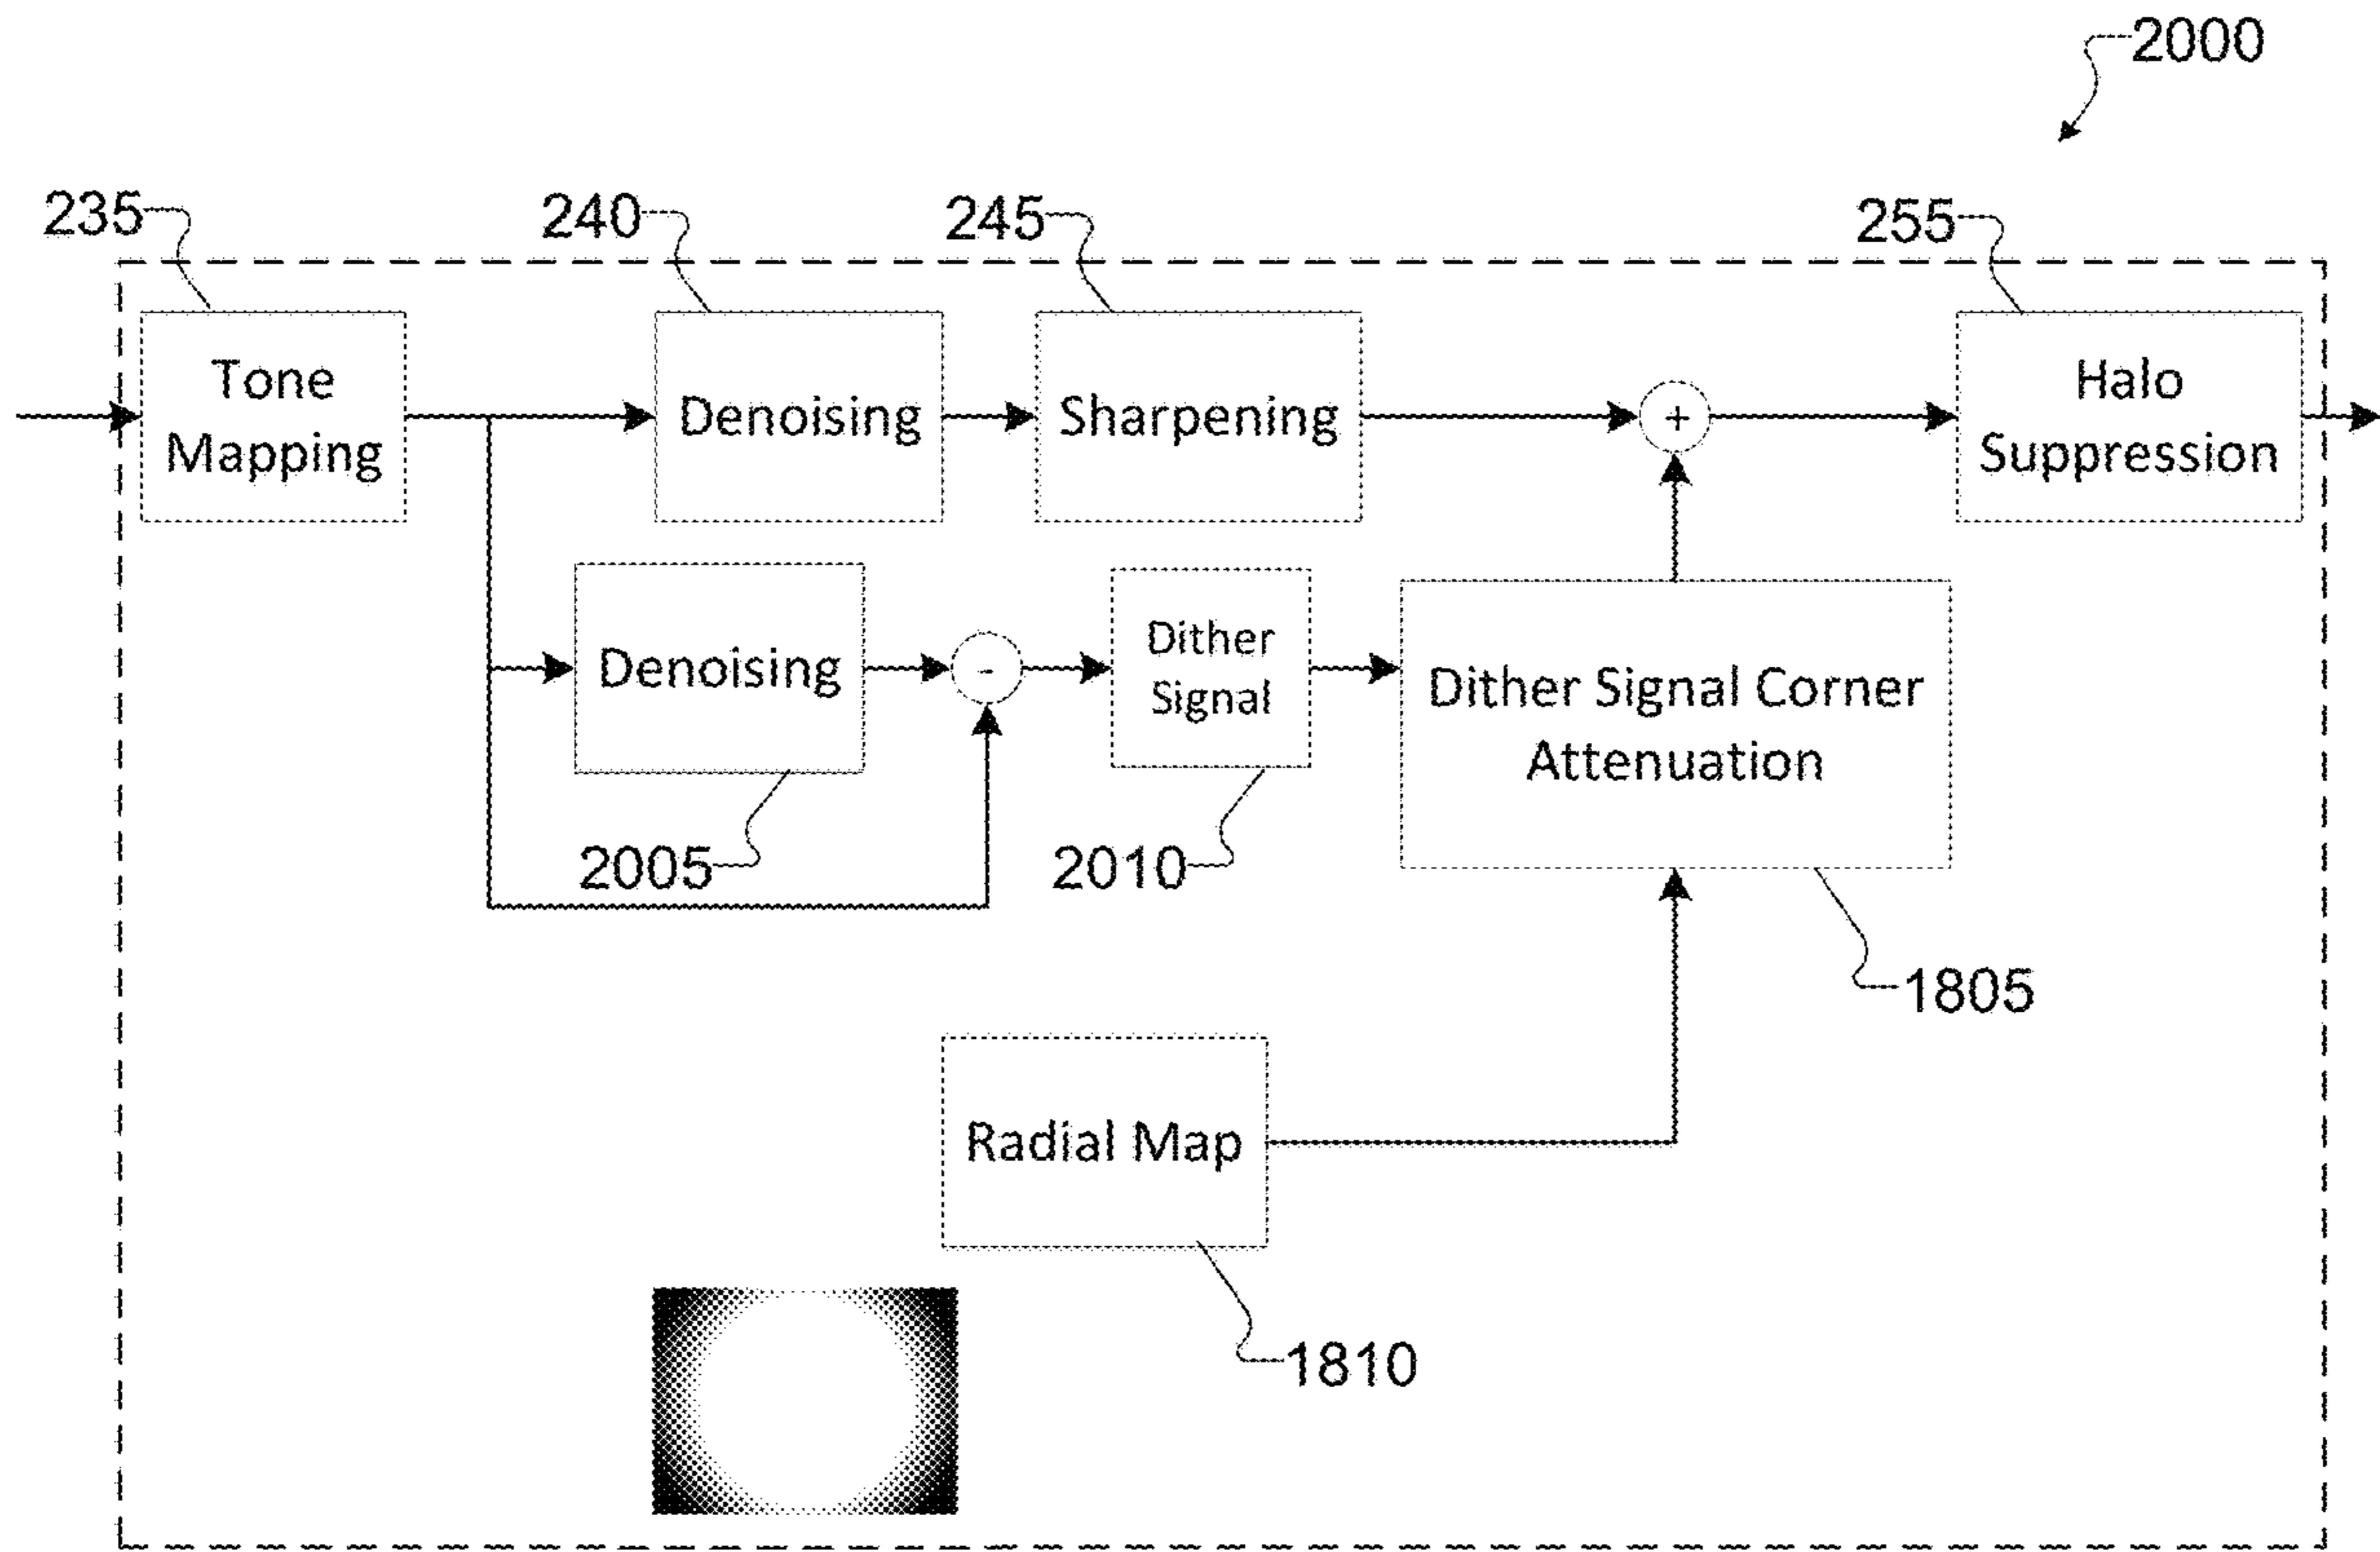 2000
235
240
245
255
Tone
Mapping
Denoising
Sharpening
+
Halo
Suppression
Denoising
-
Dither
Signal
Dither Signal Corner
Attenuation
2005
2010
1805
Radial Map
1810